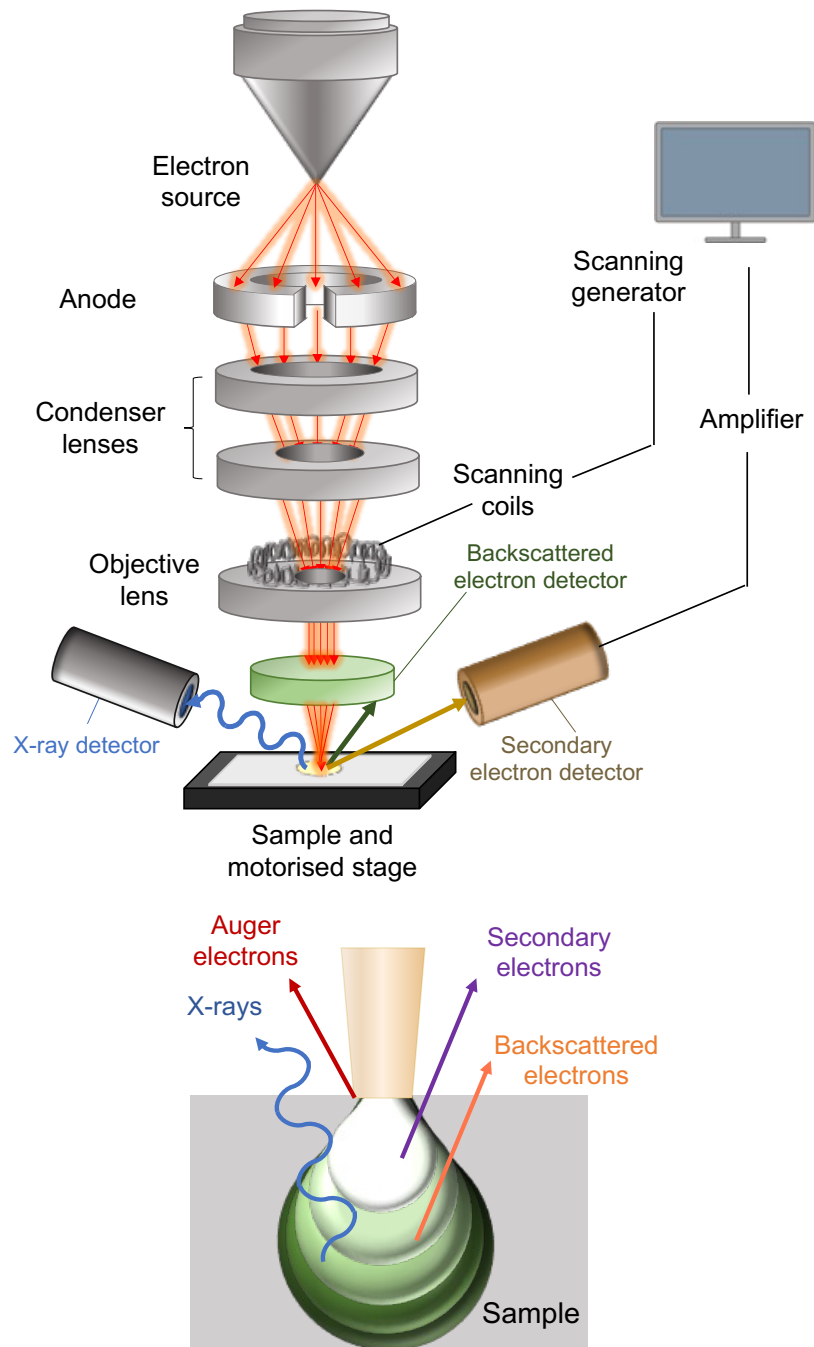 Electron
source
Scanning
generator
Anode
Condenser
lenses
Amplifier
Scanning
coils
Backscattered
electron detector
Objective
lens
X-ray detector
Secondary
electron detector
Sample and
motorised stage
Auger
electrons
Secondary
electrons
X-rays
Backscattered
electrons
Sample